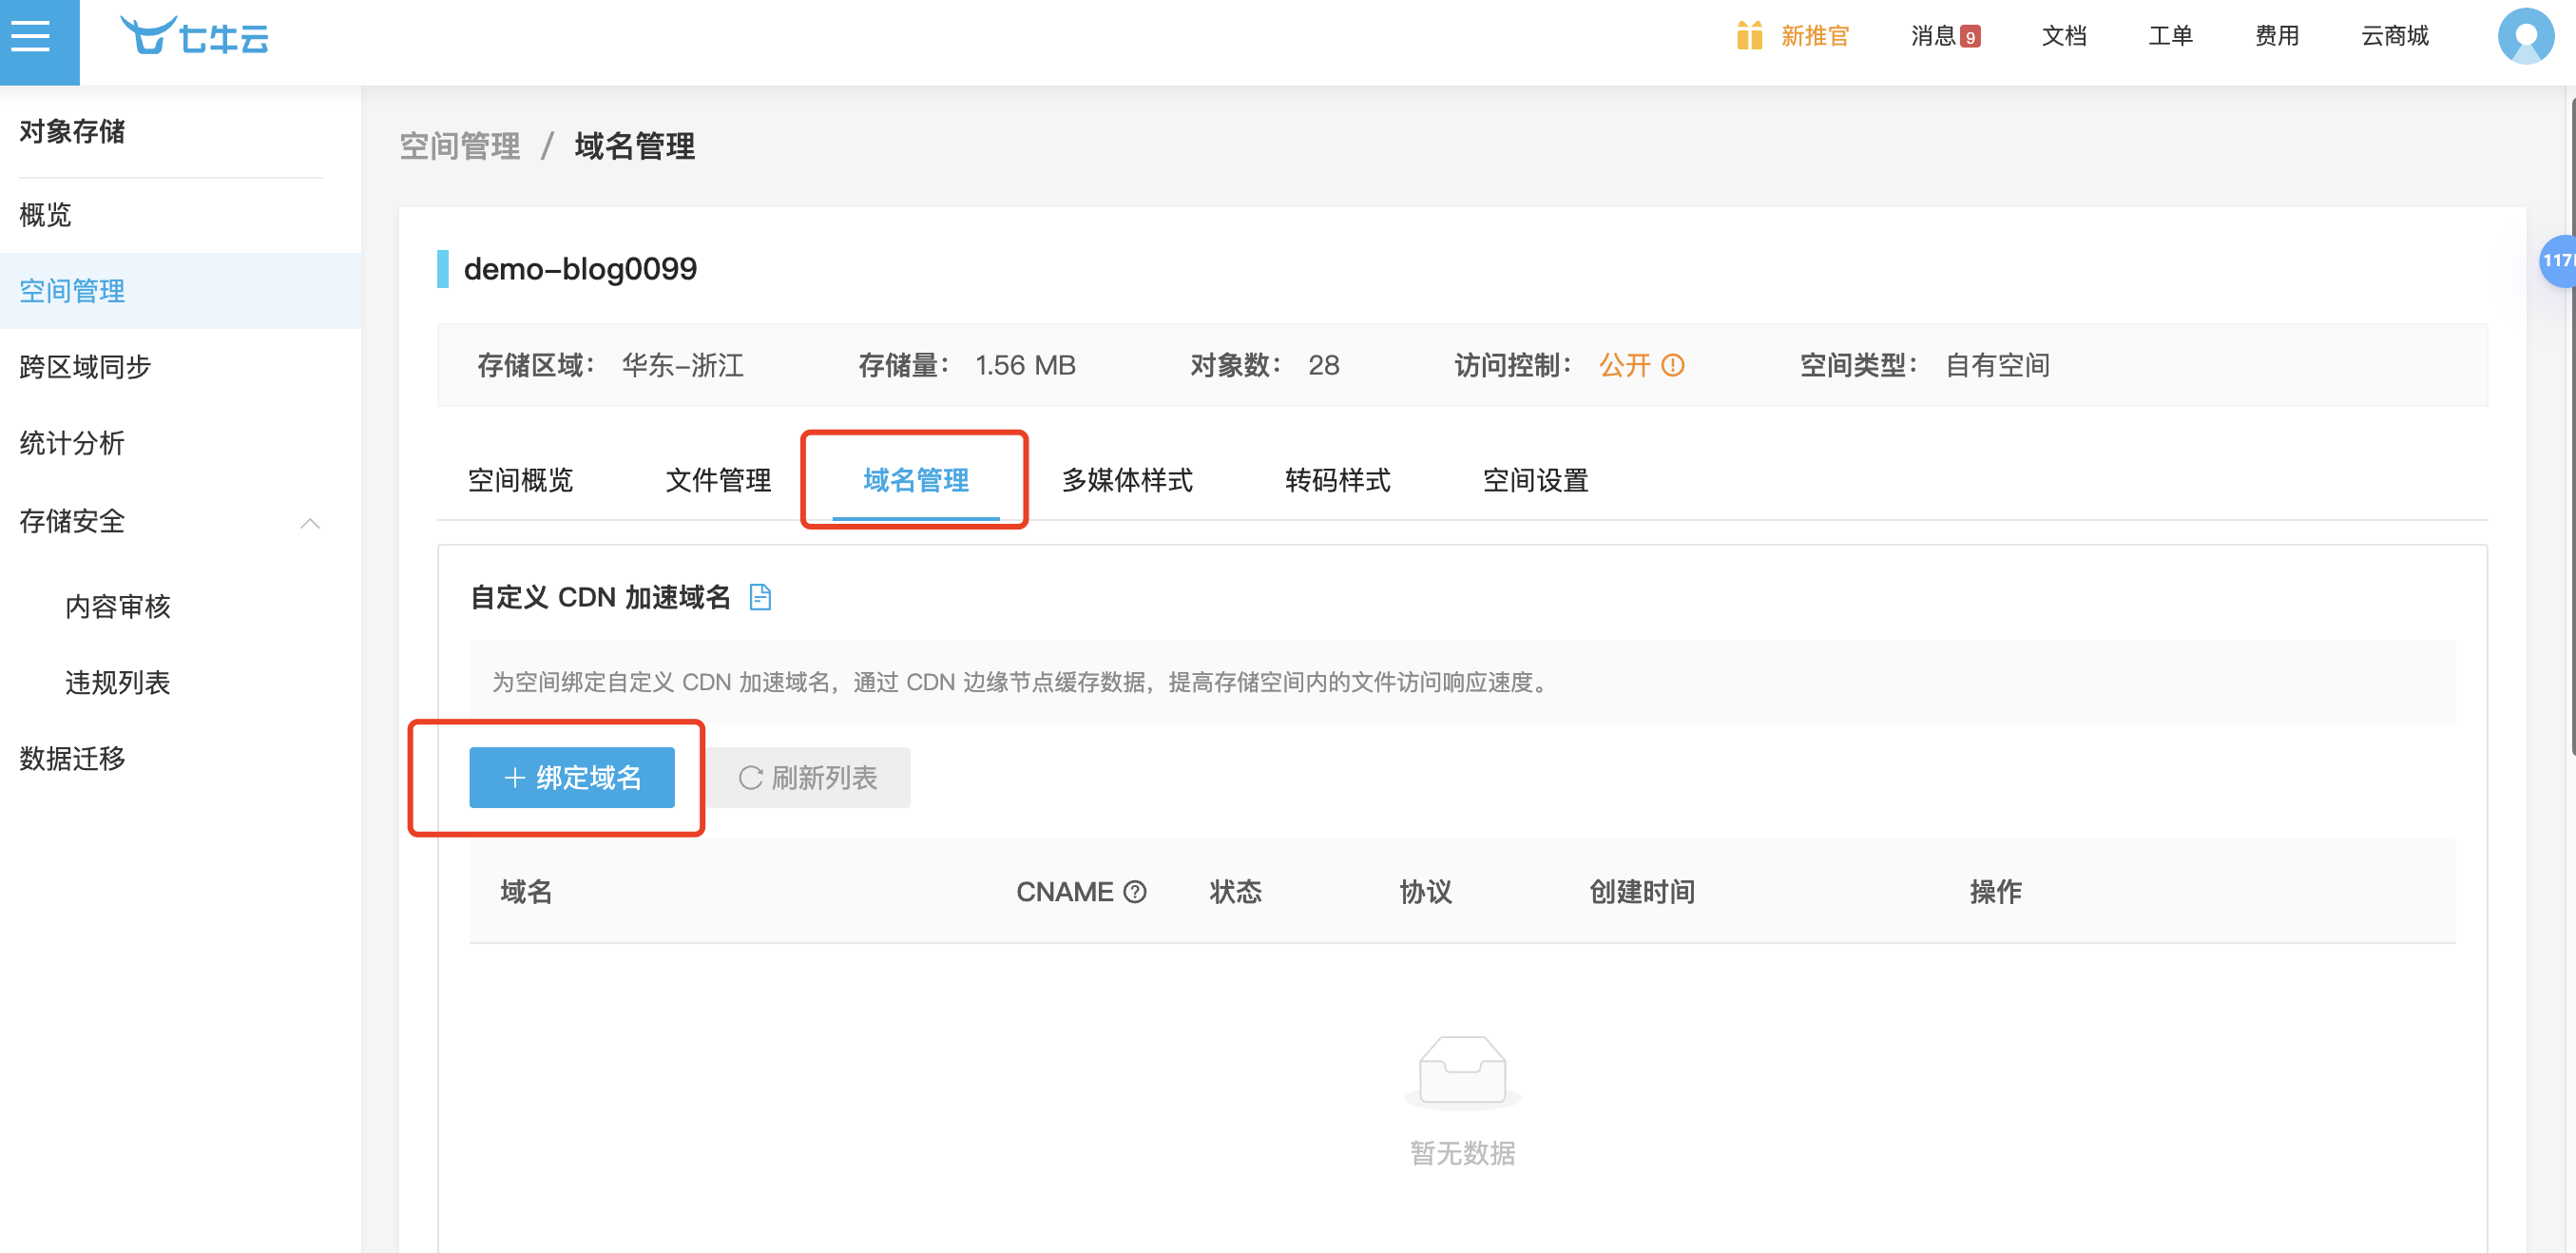 七牛云
新推官 消息 9 文档 工单 费用 云商城
对象存储
概览
空间管理
跨区域同步
统计分析
存储安全
内容审核
违规列表
数据迁移
空间管理 / 域名管理
demo-blog0099
存储区域： 华东-浙江 存储量： 1.56 MB 对象数： 28 访问控制： 公开 空间类型： 自有空间
空间概览 文件管理 域名管理 多媒体样式 转码样式 空间设置
自定义 CDN 加速域名
为空间绑定自定义 CDN 加速域名，通过 CDN 边缘节点缓存数据，提高存储空间内的文件访问响应速度。
+ 绑定域名 刷新列表
域名 CNAME 状态 协议 创建时间 操作
暂无数据